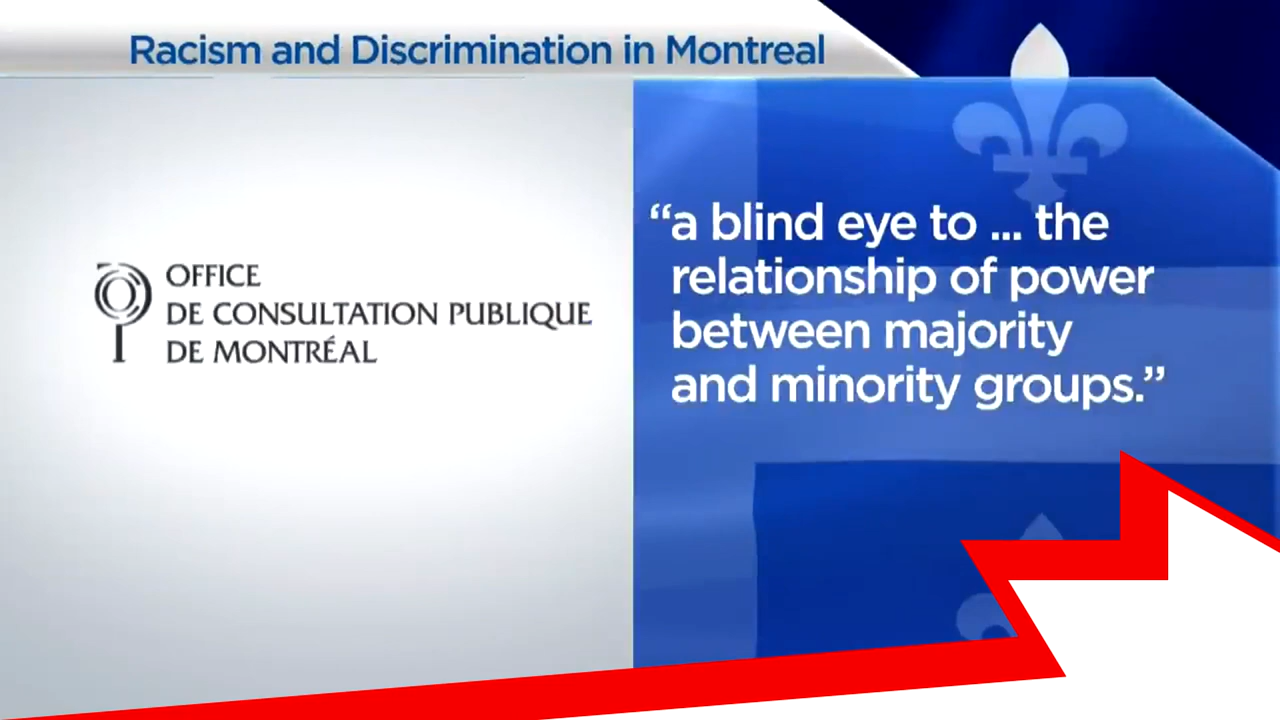 Racism and Discrimination in Montreal
OFFICE
DE CONSULTATION PUBLIQUE
DE MONTRÉAL
“a blind eye to ... the
relationship of power
between majority
and minority groups.”